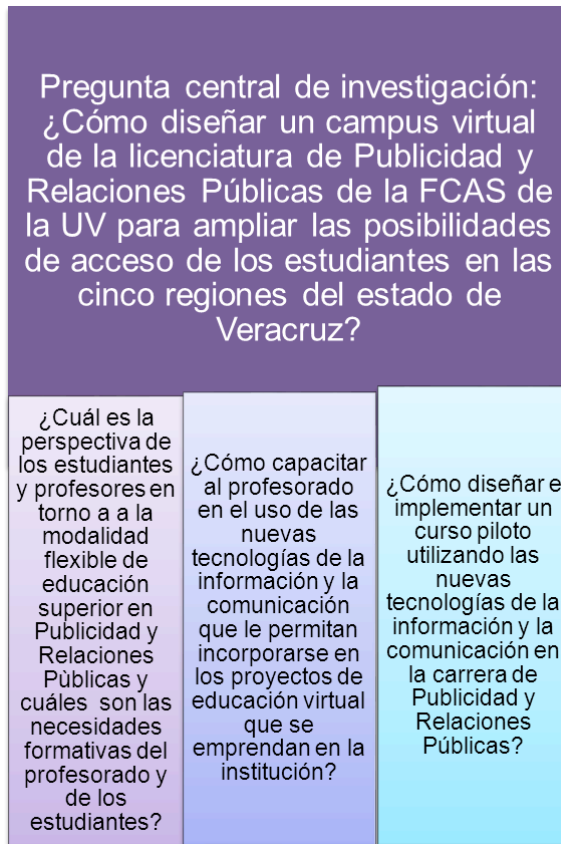 Pregunta central de investigación:
¿Cómo diseñar un campus virtual
de la licenciatura de Publicidad y
Relaciones Públicas de la FCAS de
la UV para ampliar las posibilidades
de acceso de los estudiantes en las
cinco regiones del estado de
Veracruz?
¿Cuál es la
perspectiva de
los estudiantes
y profesores en
torno a a la
modalidad
flexible de
educación
superior en
Publicidad y
Relaciones
Pùblicas y
cuáles son las
necesidades
formativas del
profesorado y
de los
estudiantes?
¿Cómo capacitar
al profesorado
en el uso de las
nuevas
tecnologías de la
información y la
comunicación
que le permitan
incorporarse en
los proyectos de
educación virtual
que se
emprendan en la
institución?
¿Cómo diseñar e
implementar un
curso piloto
utilizando las
nuevas
tecnologías de la
información y la
comunicación en
la carrera de
Publicidad y
Relaciones
Públicas?